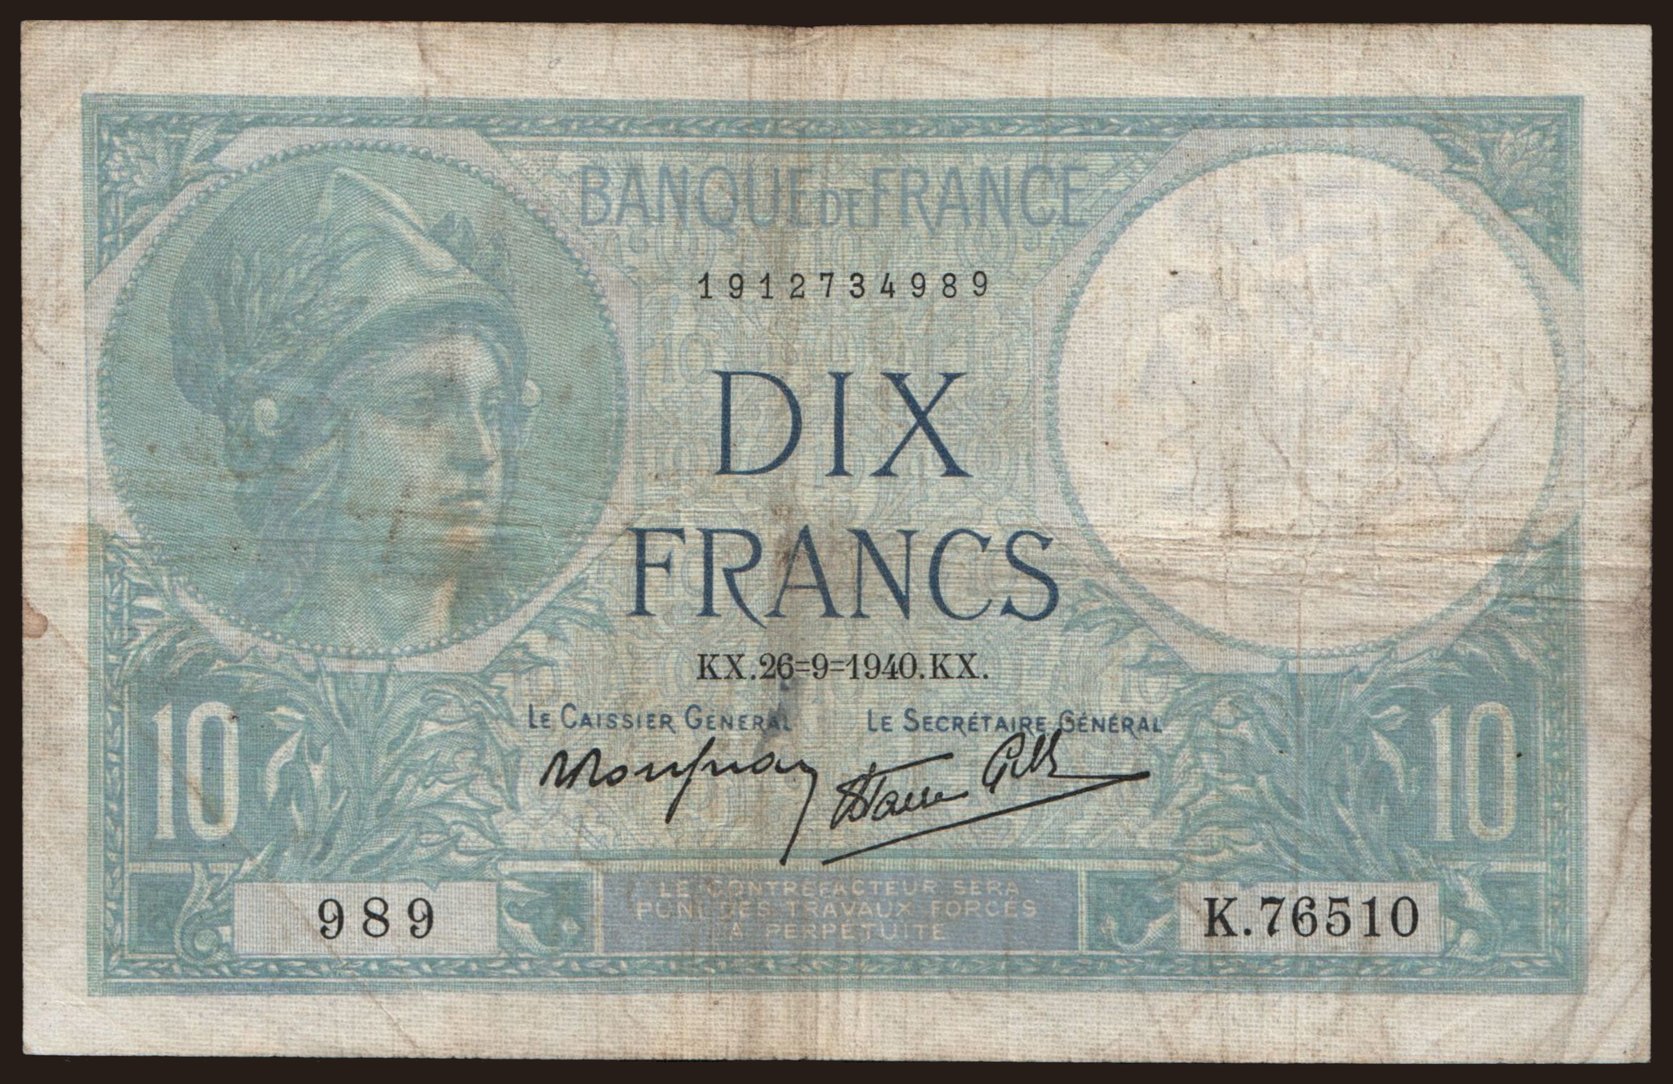 BANQUE DE FRANCE
1912734989
DIX
FRANCS
KX.26=9=1940.KX.
LE CAISSIER GENERAL LE SECRÉTAIRE GÉNÉRAL
10 10
LE CONTREFACTEUR SERA
PUNI DES TRAVAUX FORCÉS
A PERPÉTUITÉ
989 K.76510